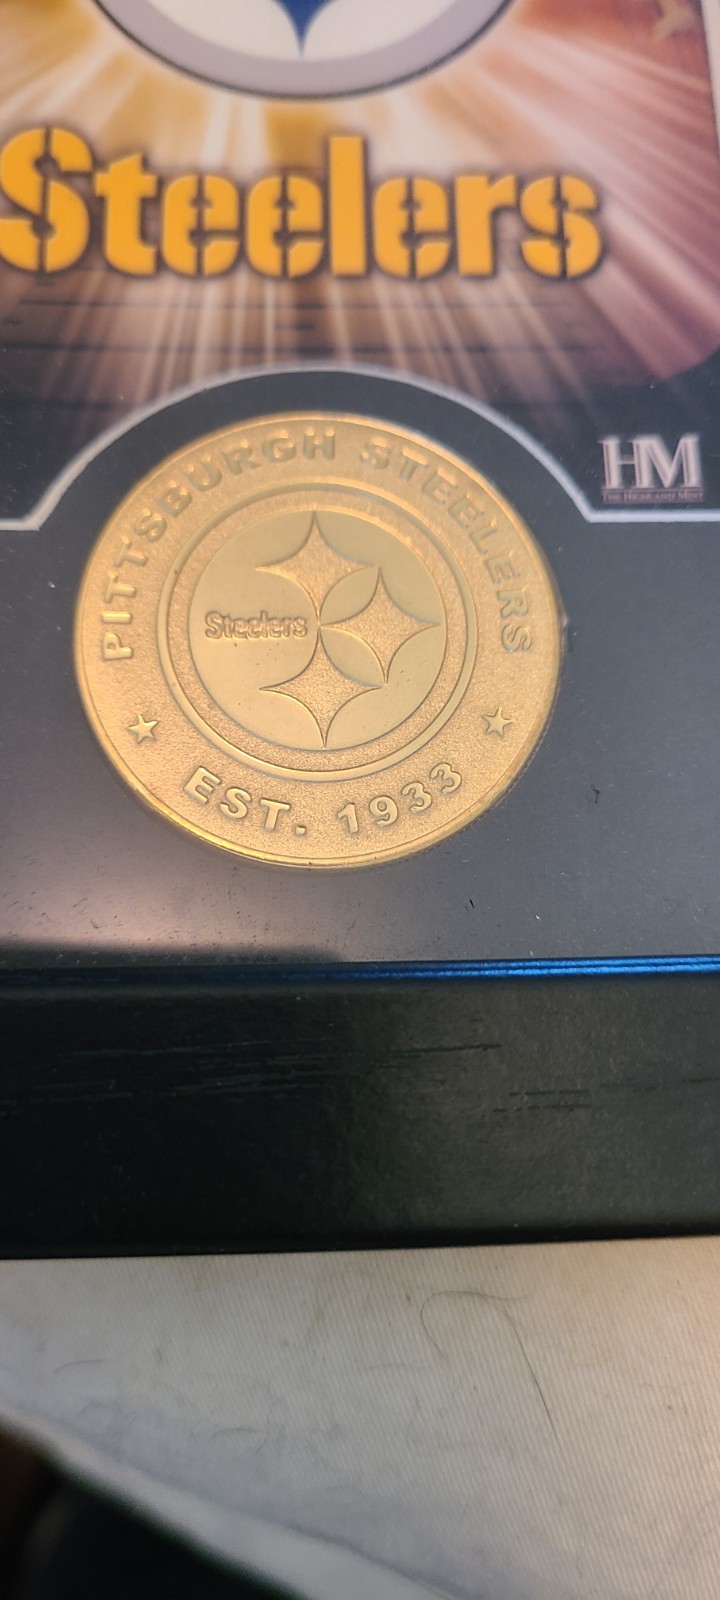 Steelers
HM
THE HIGHLAND MINT
PITTSBURGH STEELERS
Steelers
EST. 1933